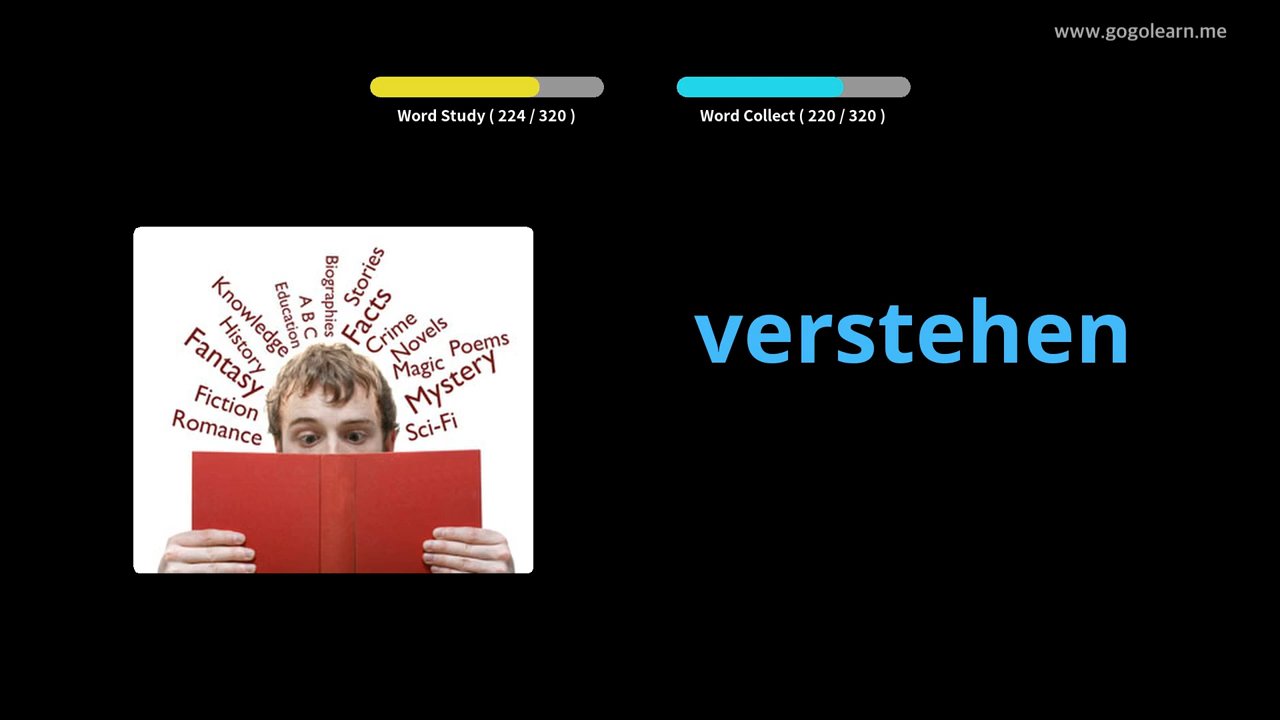 www.gogolearn.me
Word Study ( 224 / 320 )
Word Collect ( 220 / 320 )
verstehen
Stories
Biographies
Facts
A B C
Education
Knowledge
History
Crime
Novels
Poems
Fantasy
Magic
Mystery
Fiction
Romance
Sci-Fi